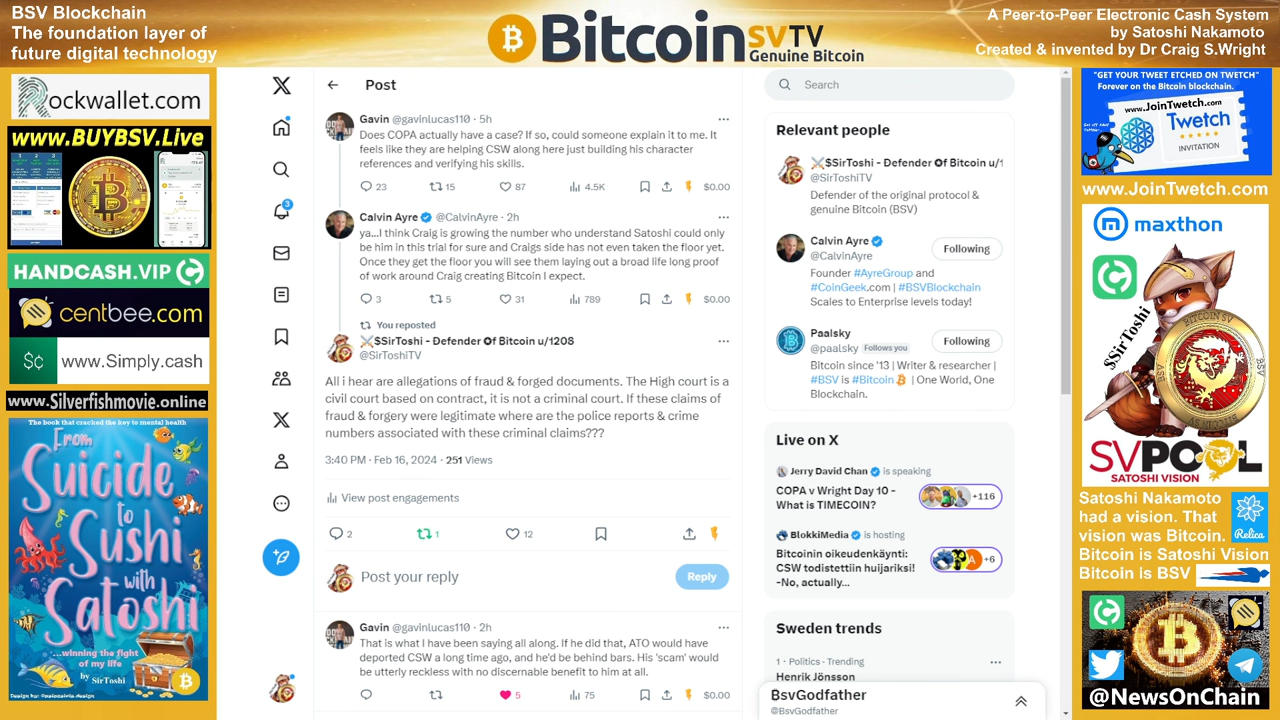 BSV Blockchain
The foundation layer of
future digital technology
Bitcoin SVTV
Genuine Bitcoin
A Peer-to-Peer Electronic Cash System
by Satoshi Nakamoto
Created & invented by Dr Craig S.Wright
Rockwallet.com
www.BUYBSV.Live
HANDCASH.VIP
centbee.com
$¢ www.Simply.cash
www.Silverfishmovie.online
The book that cracked the key to mental health
From
Suicide
to
Sushi
with
Satoshi
...winning the fight
of my life
by SirToshi
Post
Gavin @gavinlucas110 · 5h
Does COPA actually have a case? If so, could someone explain it to me. It
feels like they are helping CSW along here just building his character
references and verifying his skills.
23 15 87 4.5K $0.00
Calvin Ayre @CalvinAyre · 2h
ya...I think Craig is growing the number who understand Satoshi could only
be him in this trial for sure and Craigs side has not even taken the floor yet.
Once they get the floor you will see them laying out a broad life long proof
of work around Craig creating Bitcoin I expect.
3 5 31 789 $0.00
You reposted
⚔️$SirToshi - Defender ✪f Bitcoin u/1208
@SirToshiTV
All i hear are allegations of fraud & forged documents. The High court is a
civil court based on contract, it is not a criminal court. If these claims of
fraud & forgery were legitimate where are the police reports & crime
numbers associated with these criminal claims???
3:40 PM · Feb 16, 2024 · 251 Views
View post engagements
2 1 12
Post your reply
Reply
Gavin @gavinlucas110 · 2h
That is what I have been saying all along. If he did that, ATO would have
deported CSW a long time ago, and he'd be behind bars. His 'scam' would
be utterly reckless with no discernable benefit to him at all.
5 75 $0.00
3
Search
Relevant people
⚔️$SirToshi - Defender ✪f Bitcoin u/1
@SirToshiTV
Defender of the original protocol &
genuine Bitcoin (BSV)
Calvin Ayre
@CalvinAyre
Following
Founder #AyreGroup and
#CoinGeek.com | #BSVBlockchain
Scales to Enterprise levels today!
Paalsky
@paalsky Follows you
Following
Bitcoin since '13 | Writer & researcher |
#BSV is #Bitcoin | One World, One
Blockchain.
Live on X
Jerry David Chan is speaking
COPA v Wright Day 10 -
What is TIMECOIN?
+116
BlokkiMedia is hosting
Bitcoinin oikeudenkäynti:
CSW todistettiin huijariksi!
-No, actually...
A +6
Sweden trends
1 · Politics · Trending
Henrik Jönsson
BsvGodfather
@BsvGodfather
"GET YOUR TWEET ETCHED ON TWETCH"
Forever on the Bitcoin blockchain.
www.JoinTwetch.com
Twetch
INVITATION
www.JoinTwetch.com
maxthon
$SirToshi
BITCOIN SV
BSV
SVPOOL
SATOSHI VISION
Satoshi Nakamoto
had a vision. That
vision was Bitcoin.
Relica
Bitcoin is Satoshi Vision
Bitcoin is BSV
@NewsOnChain